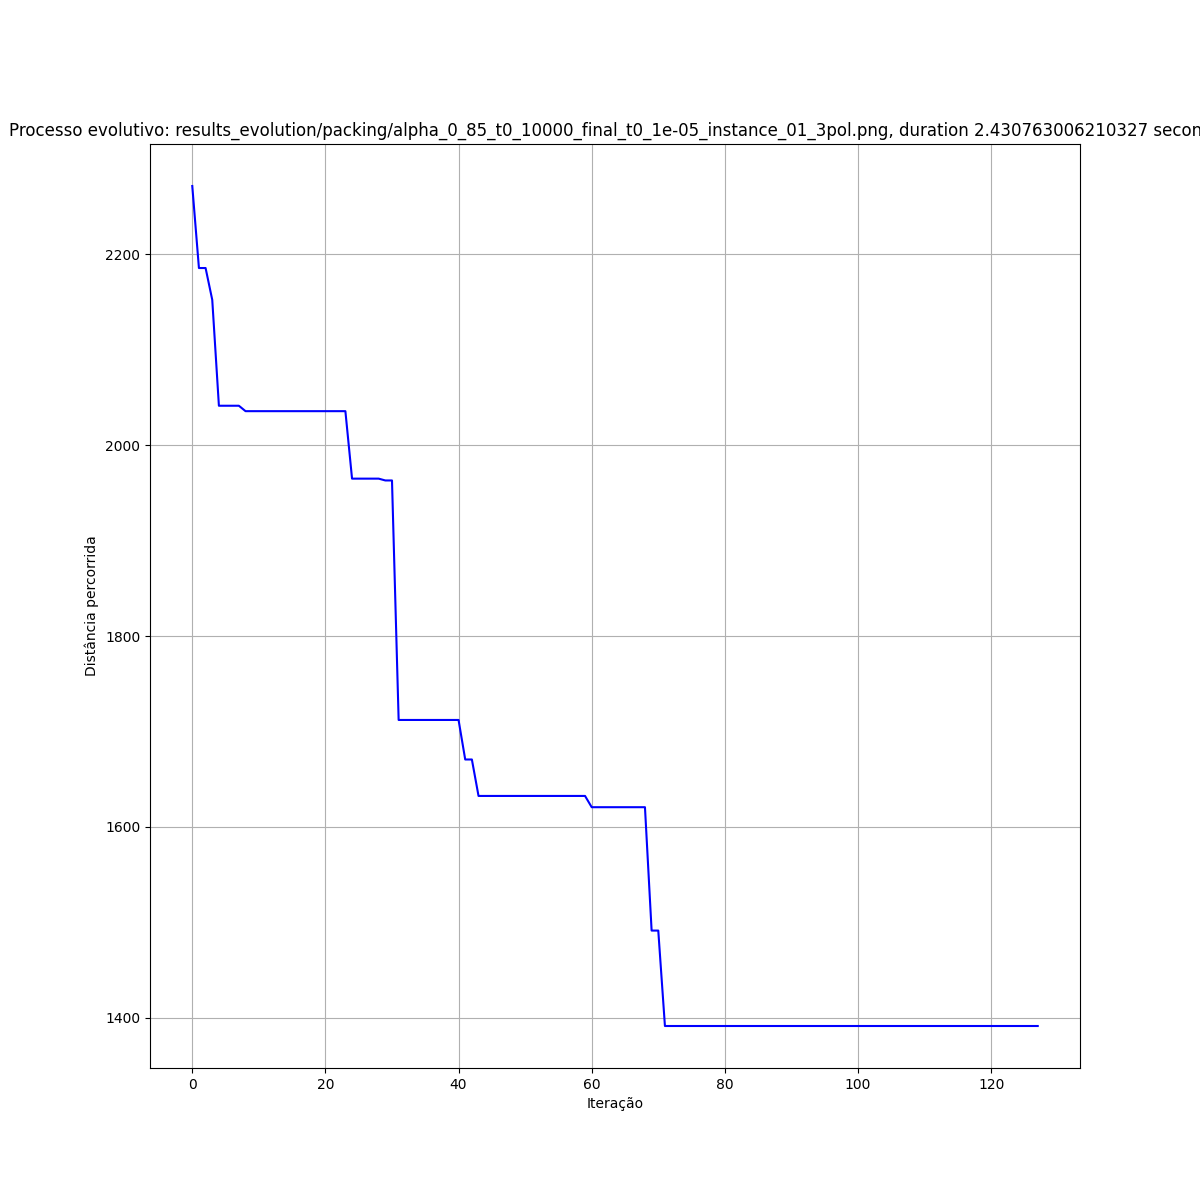 Processo evolutivo: results_evolution/packing/alpha_0_85_t0_10000_final_t0_1e-05_instance_01_3pol.png, duration 2.430763006210327 secon
2200
2000
1800
1600
1400
Distância percorrida
0 20 40 60 80 100 120
Iteração